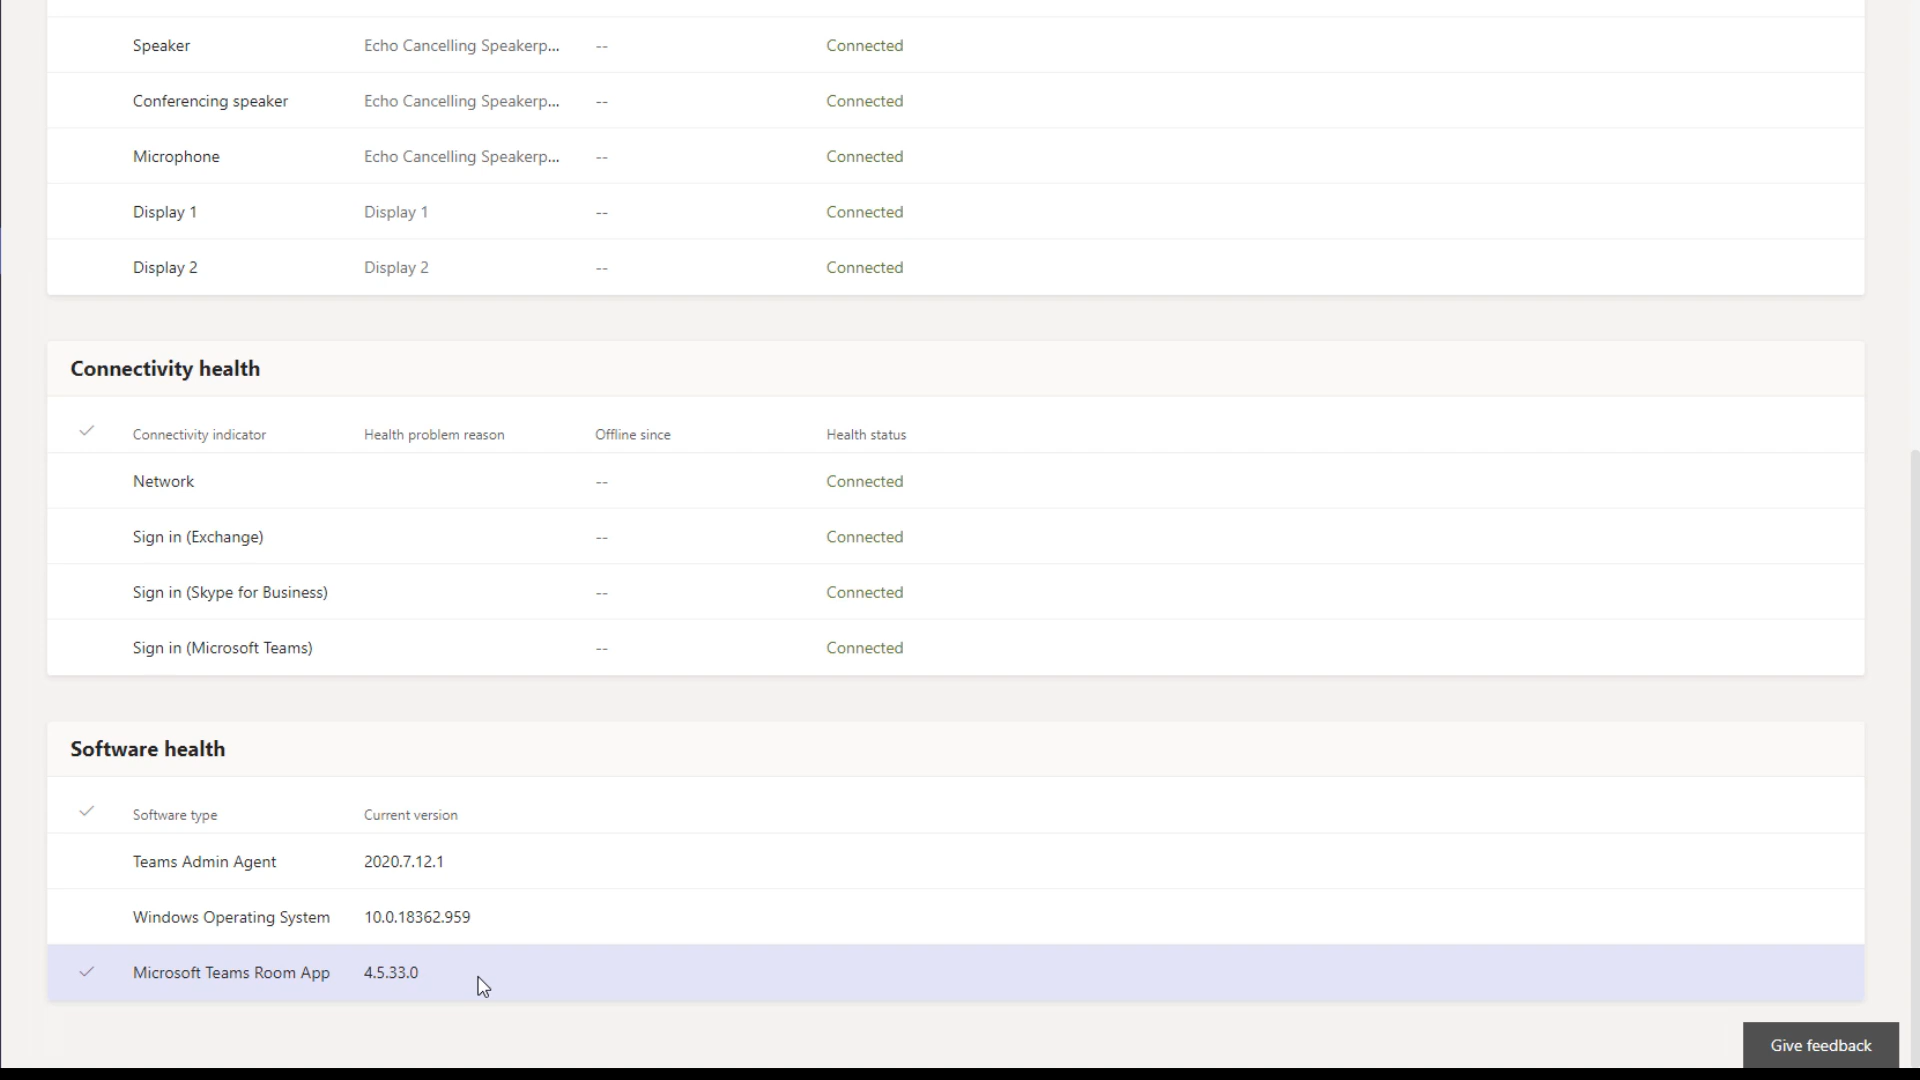 Speaker Echo Cancelling Speakerp... -- Connected
Conferencing speaker Echo Cancelling Speakerp... -- Connected
Microphone Echo Cancelling Speakerp... -- Connected
Display 1 Display 1 -- Connected
Display 2 Display 2 -- Connected
Connectivity health
Connectivity indicator Health problem reason Offline since Health status
Network -- Connected
Sign in (Exchange) -- Connected
Sign in (Skype for Business) -- Connected
Sign in (Microsoft Teams) -- Connected
Software health
Software type Current version
Teams Admin Agent 2020.7.12.1
Windows Operating System 10.0.18362.959
Microsoft Teams Room App 4.5.33.0
Give feedback